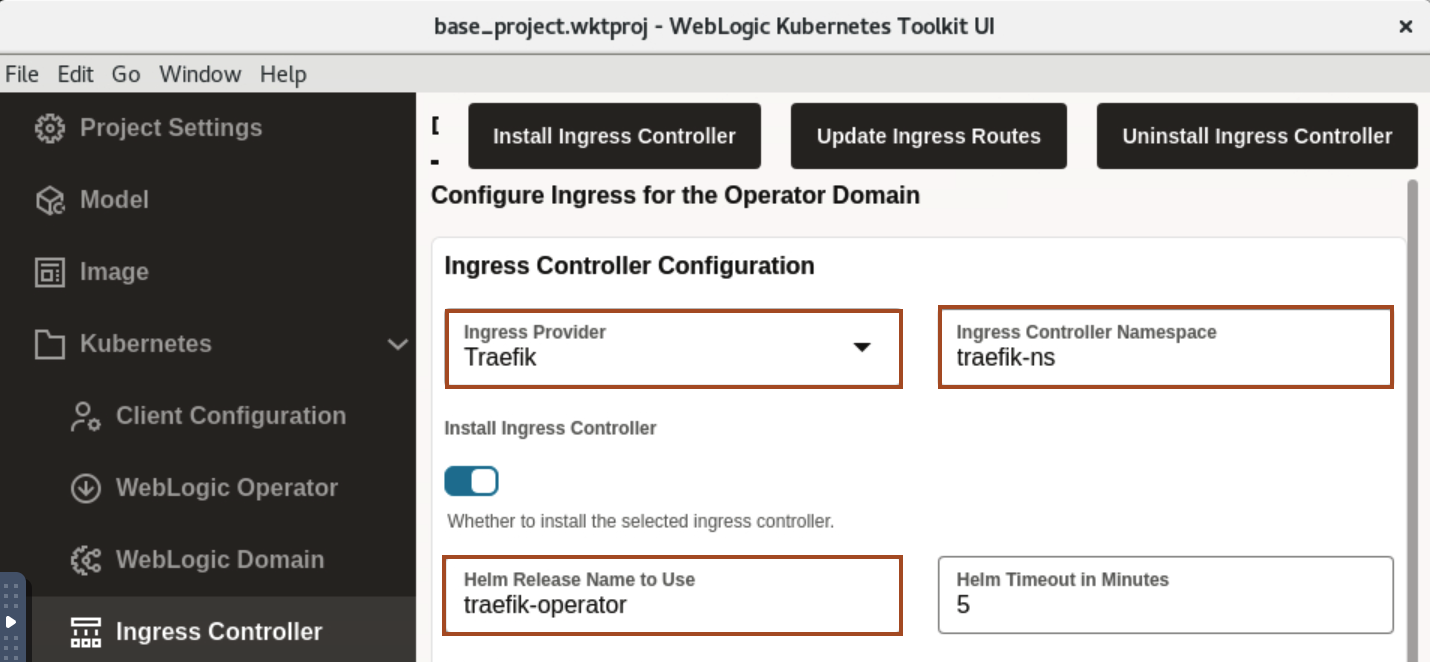 base_project.wktproj - WebLogic Kubernetes Toolkit UI
File Edit Go Window Help
Project Settings
Model
Image
Kubernetes
Client Configuration
WebLogic Operator
WebLogic Domain
Ingress Controller
Install Ingress Controller
Update Ingress Routes
Uninstall Ingress Controller
Configure Ingress for the Operator Domain
Ingress Controller Configuration
Ingress Provider
Traefik
Ingress Controller Namespace
traefik-ns
Install Ingress Controller
Whether to install the selected ingress controller.
Helm Release Name to Use
traefik-operator
Helm Timeout in Minutes
5